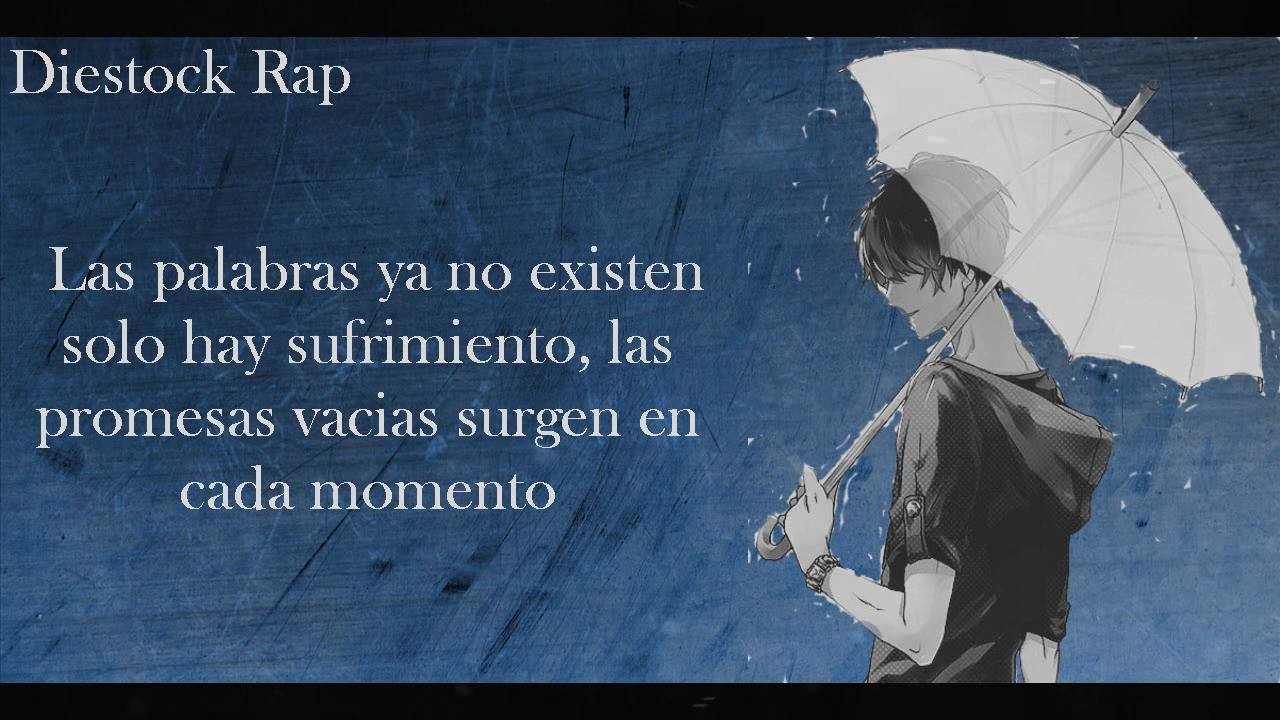 Diestock Rap
Las palabras ya no existen
solo hay sufrimiento, las
promesas vacias surgen en
cada momento